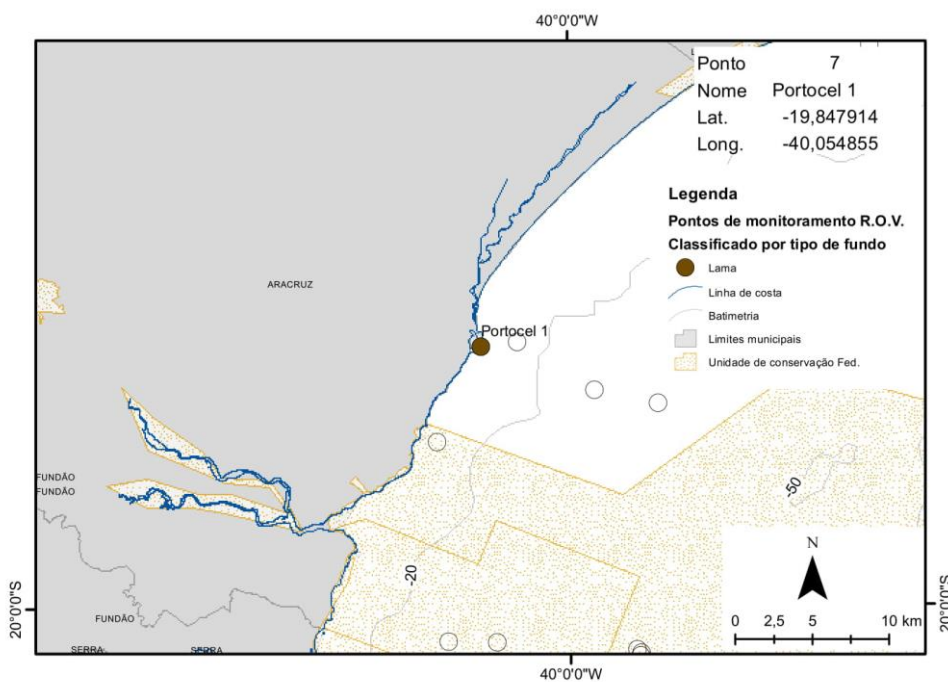 40°0'0"W
Ponto 7
Nome Portocel 1
Lat. -19,847914
Long. -40,054855
Legenda
Pontos de monitoramento R.O.V.
Classificado por tipo de fundo
Lama
Linha de costa
Batimetria
Limites municipais
Unidade de conservação Fed.
ARACRUZ
Portocel 1
FUNDÃO
FUNDÃO
-50
-20
N
0 2,5 5 10 km
20°0'0"S
20°0'0"S
FUNDÃO
SERRA
SERRA
40°0'0"W